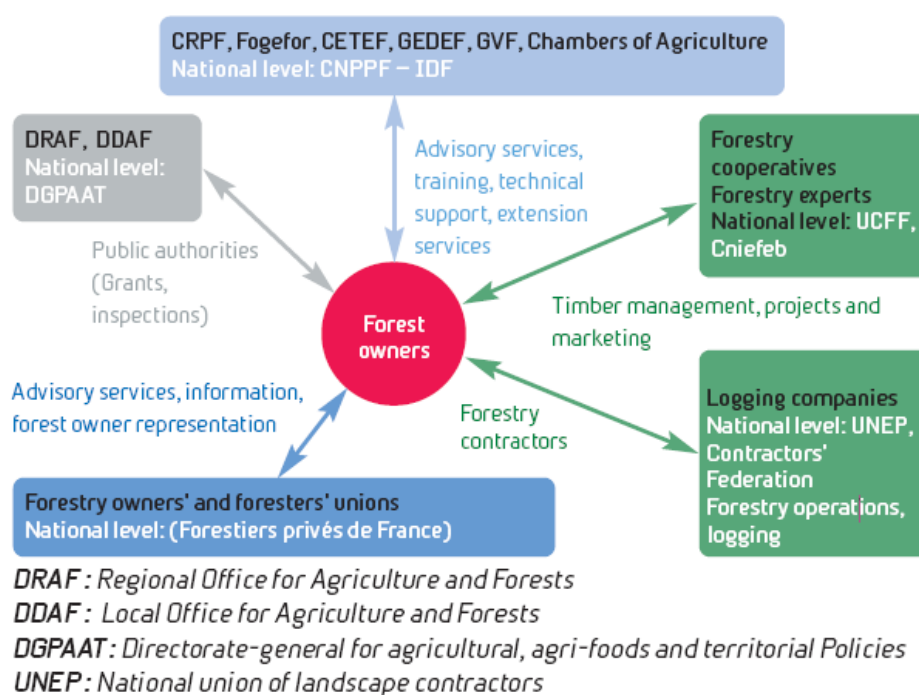 CRPF, Fogefor, CETEF, GEDEF, GVF, Chambers of Agriculture
National level: CNPPF – IDF
DRAF, DDAF
National level:
DGPAAT
Advisory services,
training, technical
support, extension
services
Forestry
cooperatives
Forestry experts
National level: UCFF,
Cniefeb
Public authorities
(Grants,
inspections)
Forest
owners
Timber management, projects and
marketing
Advisory services, information,
forest owner representation
Forestry
contractors
Logging companies
National level: UNEP,
Contractors'
Federation
Forestry operations,
logging
Forestry owners' and foresters' unions
National level: (Forestiers privés de France)
DRAF : Regional Office for Agriculture and Forests
DDAF : Local Office for Agriculture and Forests
DGPAAT : Directorate-general for agricultural, agri-foods and territorial Policies
UNEP : National union of landscape contractors